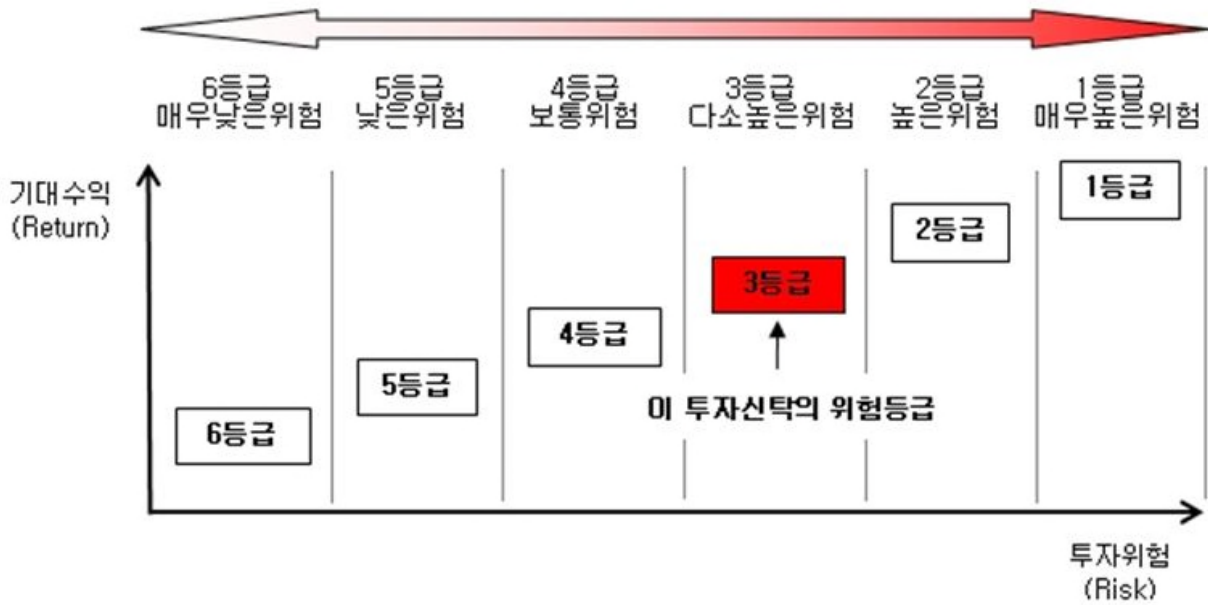 6등급 5등급 4등급 3등급 2등급 1등급
매우낮은위험 낮은위험 보통위험 다소높은위험 높은위험 매우높은위험
기대수익
(Return)
1등급
2등급
3등급
4등급
이 투자신탁의 위험등급
5등급
6등급
투자위험
(Risk)